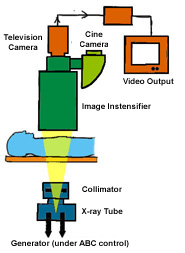 Television
Camera
Cine
Camera
Video Output
Image Instensifier
Collimator
X-ray Tube
Generator (under ABC control)